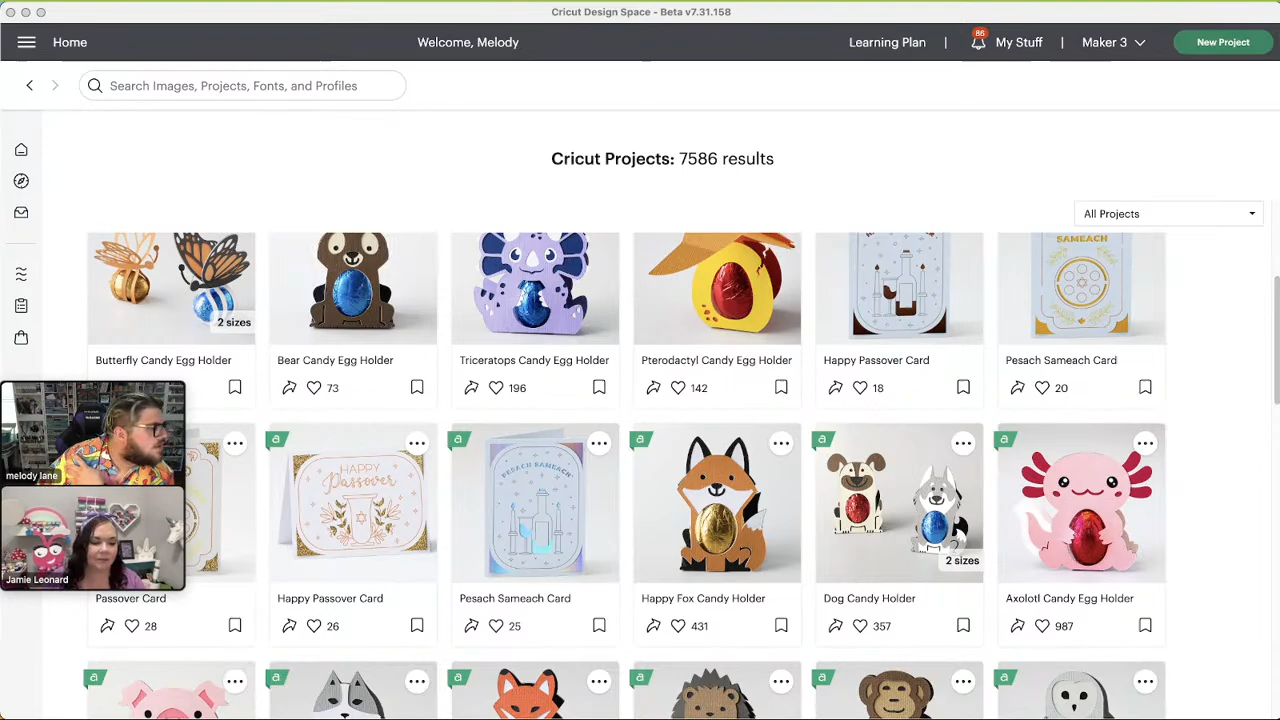 Cricut Design Space - Beta v7.31.158
Home
Welcome, Melody
Learning Plan
|
86
My Stuff
|
Maker 3
New Project
Search Images, Projects, Fonts, and Profiles
Cricut Projects: 7586 results
All Projects
2 sizes
SAMEACH
Butterfly Candy Egg Holder
Bear Candy Egg Holder
Triceratops Candy Egg Holder
Pterodactyl Candy Egg Holder
Happy Passover Card
Pesach Sameach Card
73
196
142
18
20
melody lane
Jamie Leonard
a
a
a
a
a
HAPPY
Passover
PESACH SAMEACH
2 sizes
Passover Card
Happy Passover Card
Pesach Sameach Card
Happy Fox Candy Holder
Dog Candy Holder
Axolotl Candy Egg Holder
28
26
25
431
357
987
a
a
a
a
a
a